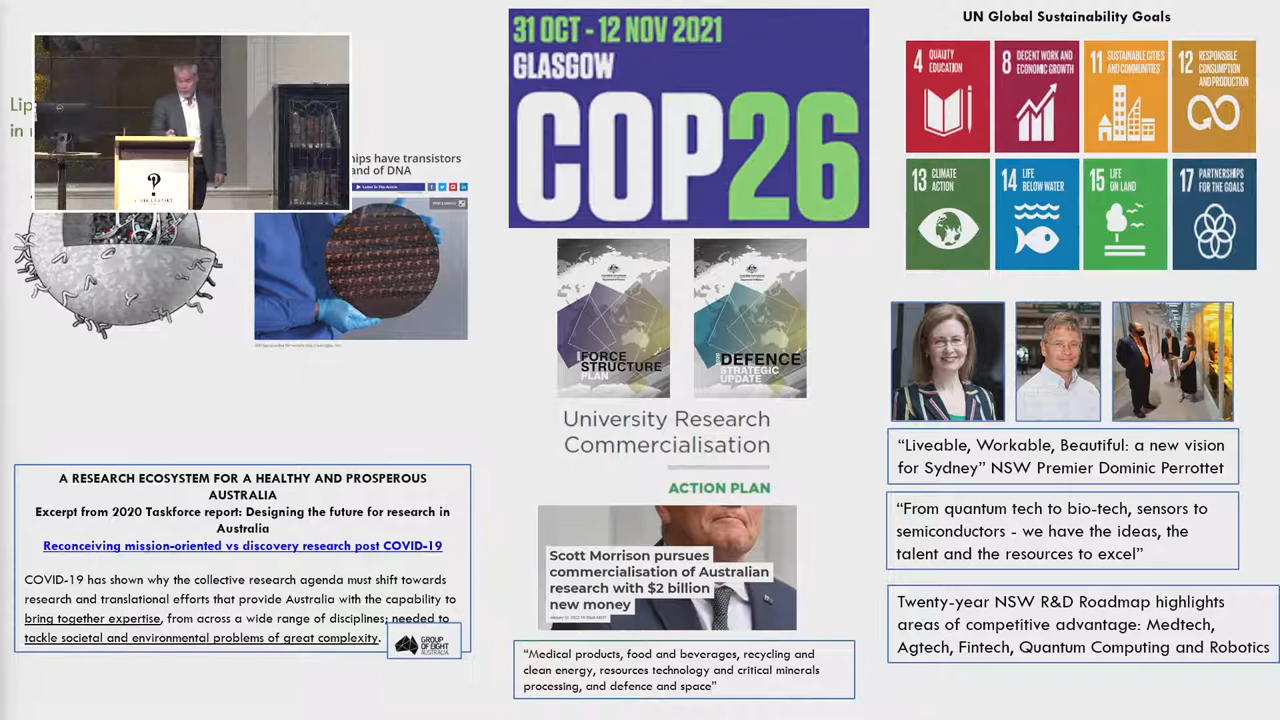 Lip
in
hips have transistors
and of DNA
Listen To This Article
A RESEARCH ECOSYSTEM FOR A HEALTHY AND PROSPEROUS
AUSTRALIA
Excerpt from 2020 Taskforce report: Designing the future for research in
Australia
Reconceiving mission-oriented vs discovery research post COVID-19
COVID-19 has shown why the collective research agenda must shift towards
research and translational efforts that provide Australia with the capability to
bring together expertise, from across a wide range of disciplines; needed to
tackle societal and environmental problems of great complexity.
GROUP
OF EIGHT
AUSTRALIA
31 OCT - 12 NOV 2021
GLASGOW
COP26
FORCE
STRUCTURE
PLAN
2020
DEFENCE
STRATEGIC
UPDATE
University Research
Commercialisation
ACTION PLAN
Scott Morrison pursues
commercialisation of Australian
research with $2 billion
new money
“Medical products, food and beverages, recycling and
clean energy, resources technology and critical minerals
processing, and defence and space”
UN Global Sustainability Goals
4 QUALITY
EDUCATION
8 DECENT WORK AND
ECONOMIC GROWTH
11 SUSTAINABLE CITIES
AND COMMUNITIES
12 RESPONSIBLE
CONSUMPTION
AND PRODUCTION
13 CLIMATE
ACTION
14 LIFE
BELOW WATER
15 LIFE
ON LAND
17 PARTNERSHIPS
FOR THE GOALS
“Liveable, Workable, Beautiful: a new vision
for Sydney” NSW Premier Dominic Perrottet
“From quantum tech to bio-tech, sensors to
semiconductors - we have the ideas, the
talent and the resources to excel”
Twenty-year NSW R&D Roadmap highlights
areas of competitive advantage: Medtech,
Agtech, Fintech, Quantum Computing and Robotics